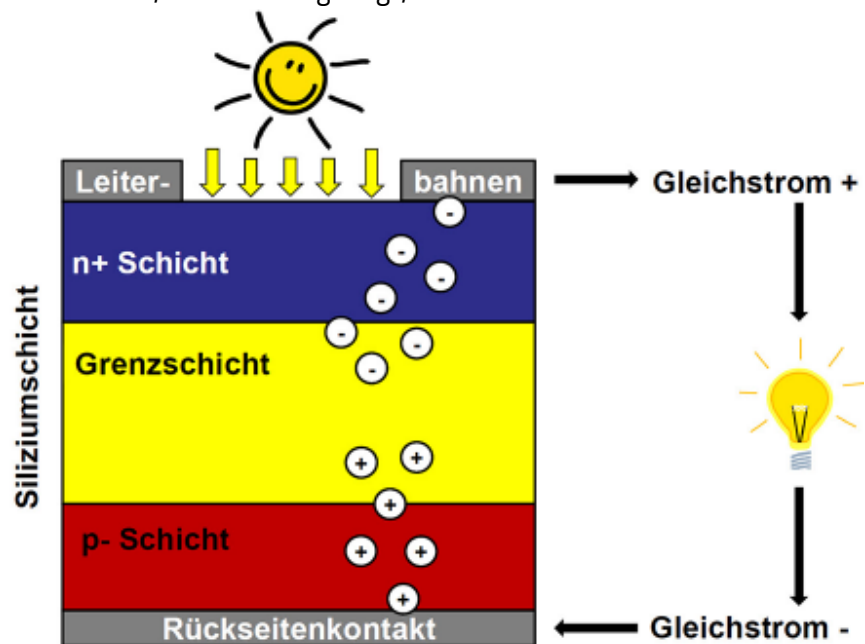 Leiter-
bahnen
Gleichstrom +
n+ Schicht
Grenzschicht
Siliziumschicht
p- Schicht
Rückseitenkontakt
Gleichstrom -
-
-
-
-
-
-
-
+
+
+
+
+
+